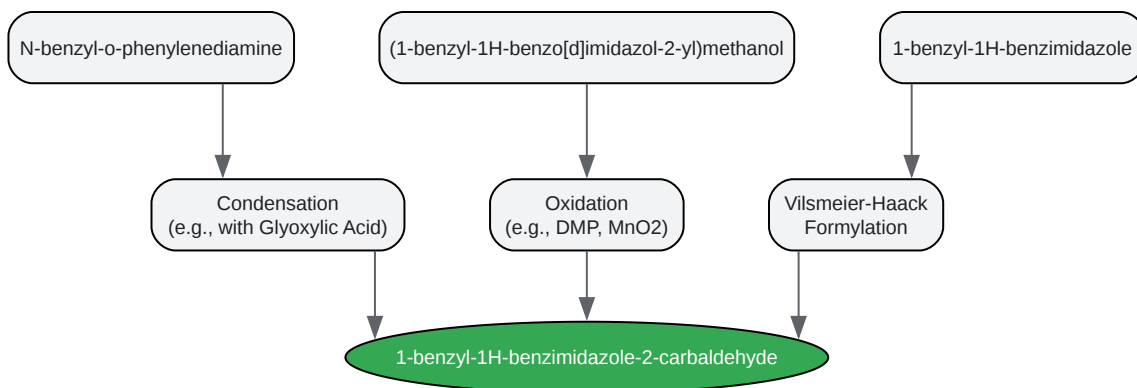 N-benzyl-o-phenylenediamine
(1-benzyl-1H-benzo[d]imidazol-2-yl)methanol
1-benzyl-1H-benzimidazole
Condensation
(e.g., with Glyoxylic Acid)
Oxidation
(e.g., DMP, MnO2)
Vilsmeier-Haack
Formylation
1-benzyl-1H-benzimidazole-2-carbaldehyde